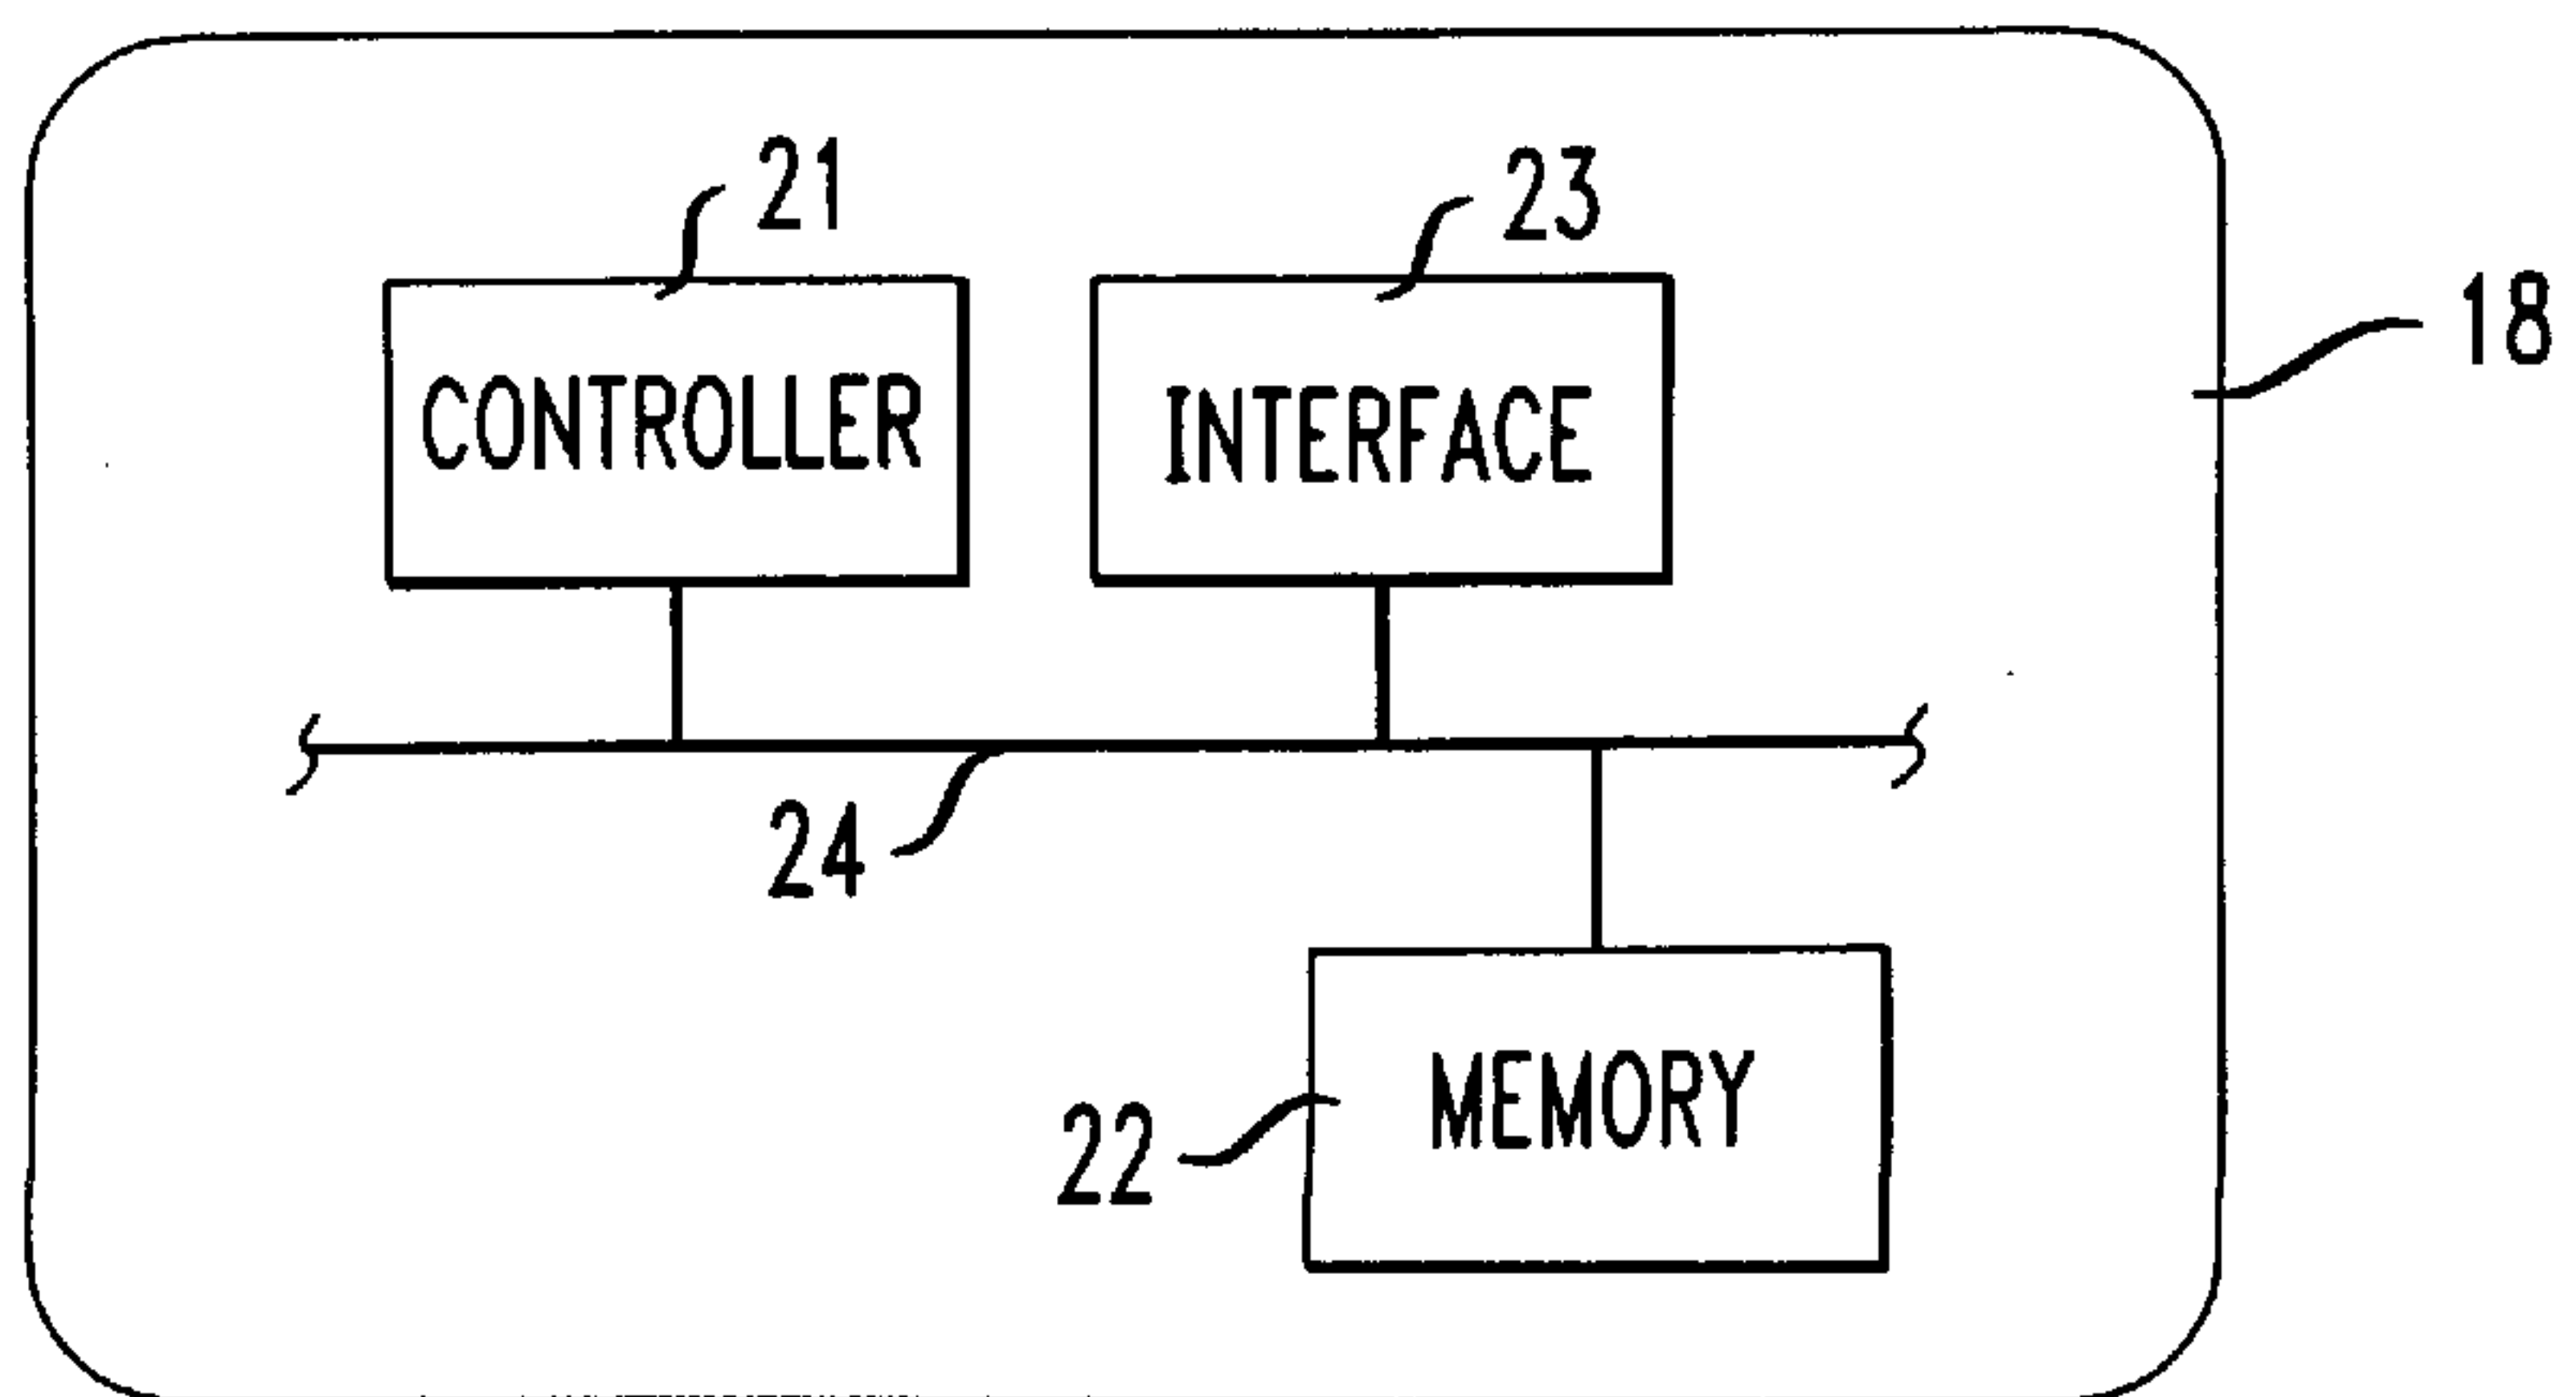 21
23
18
CONTROLLER
INTERFACE
24
22
MEMORY